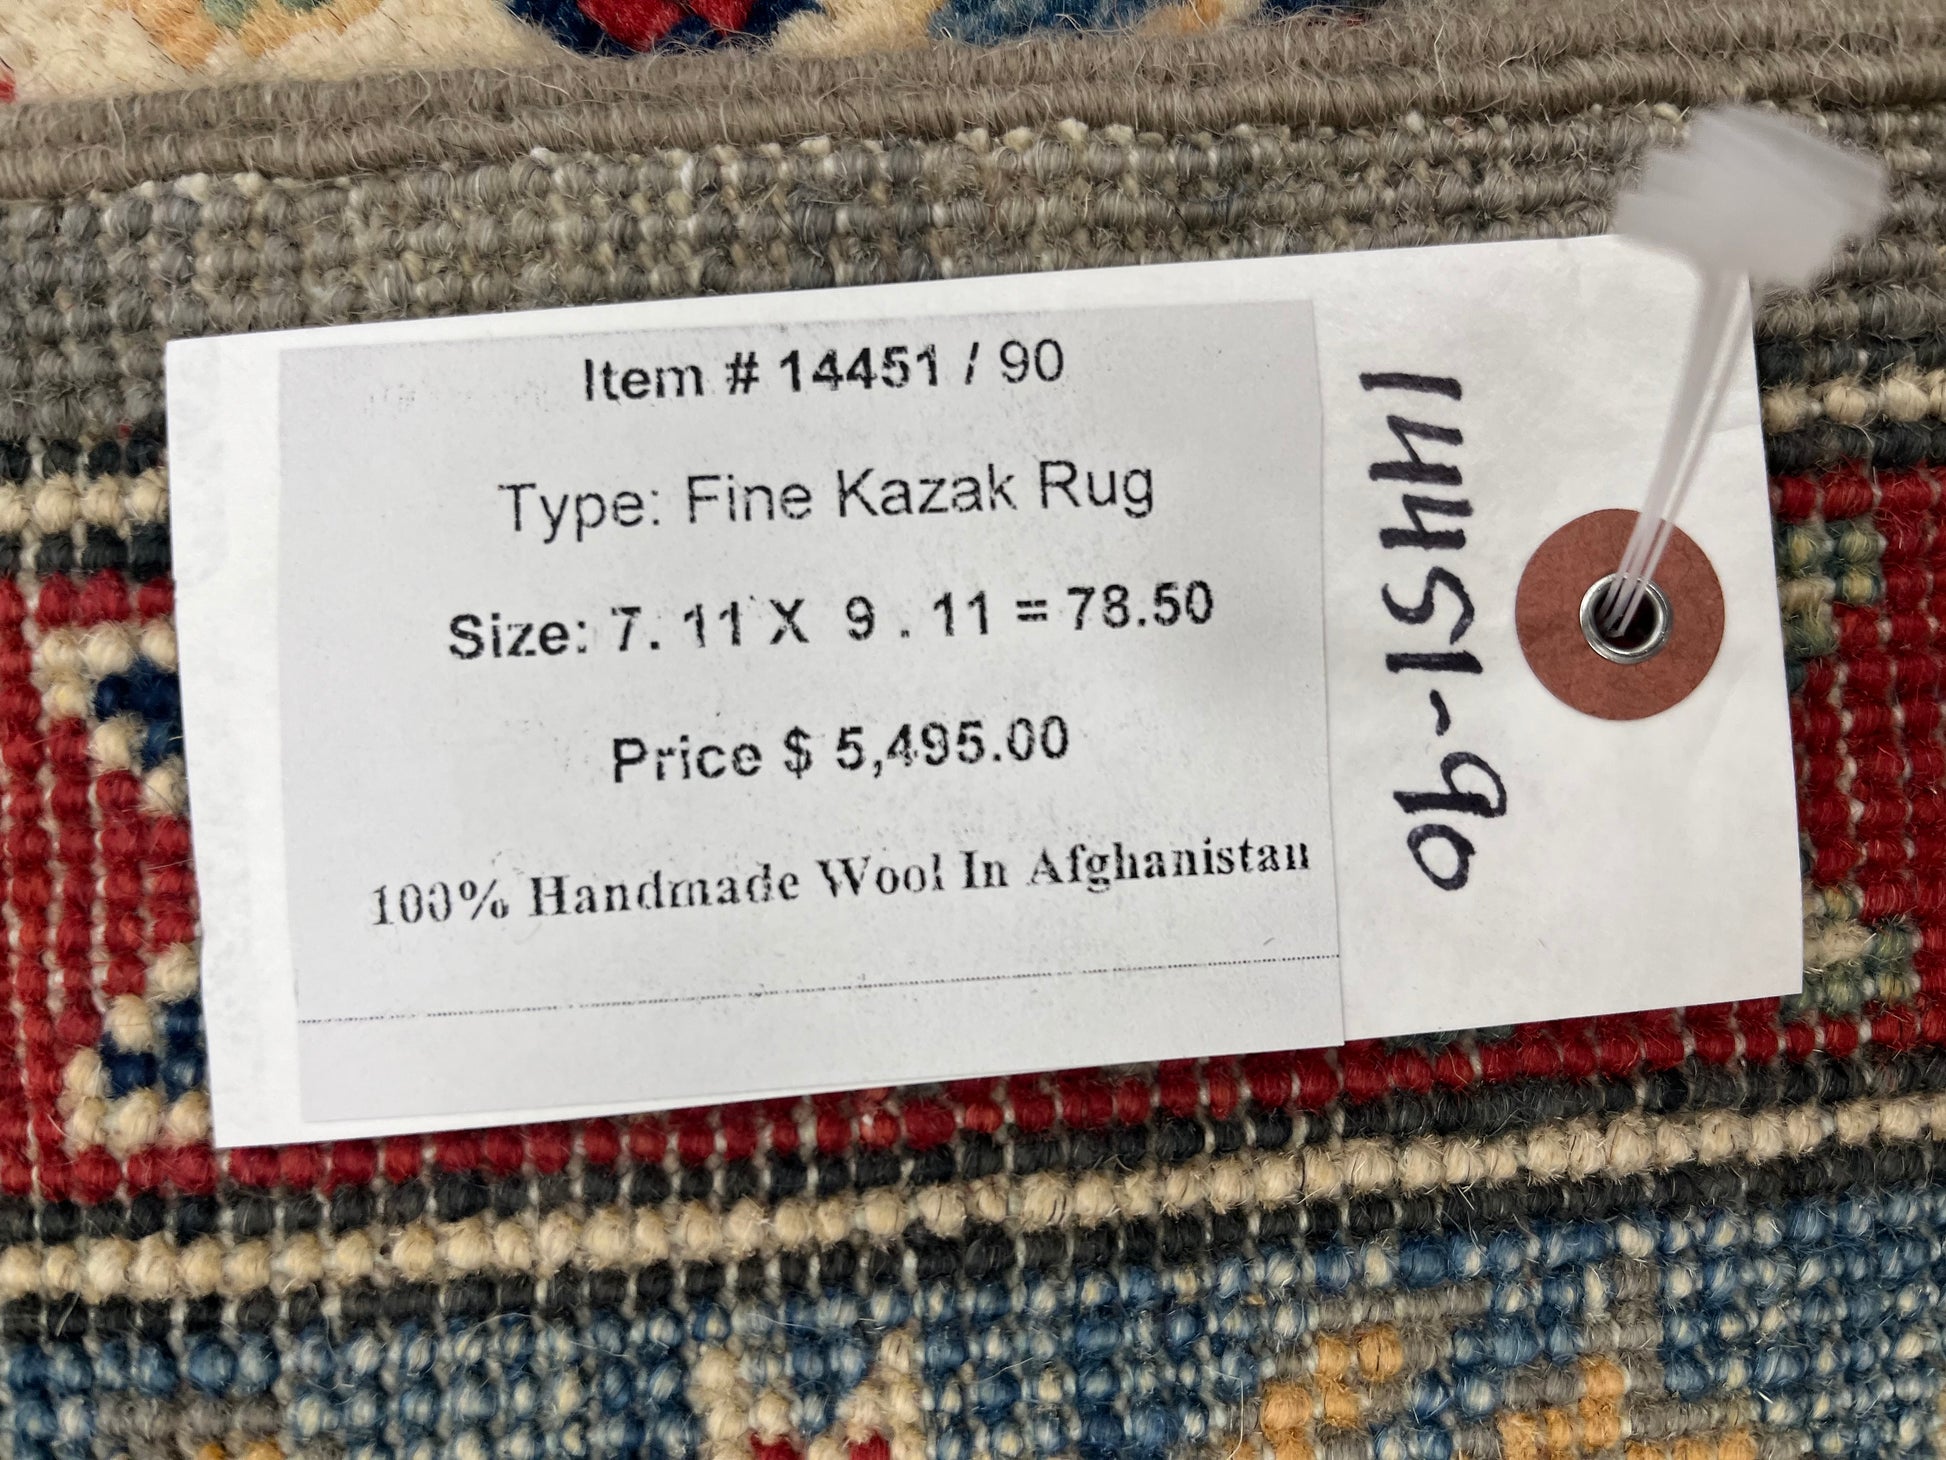 Item # 14451 / 90
Type: Fine Kazak Rug
Size: 7. 11 X 9 . 11 = 78.50
Price $ 5,495.00
100% Handmade Wool In Afghanistan
14451-90